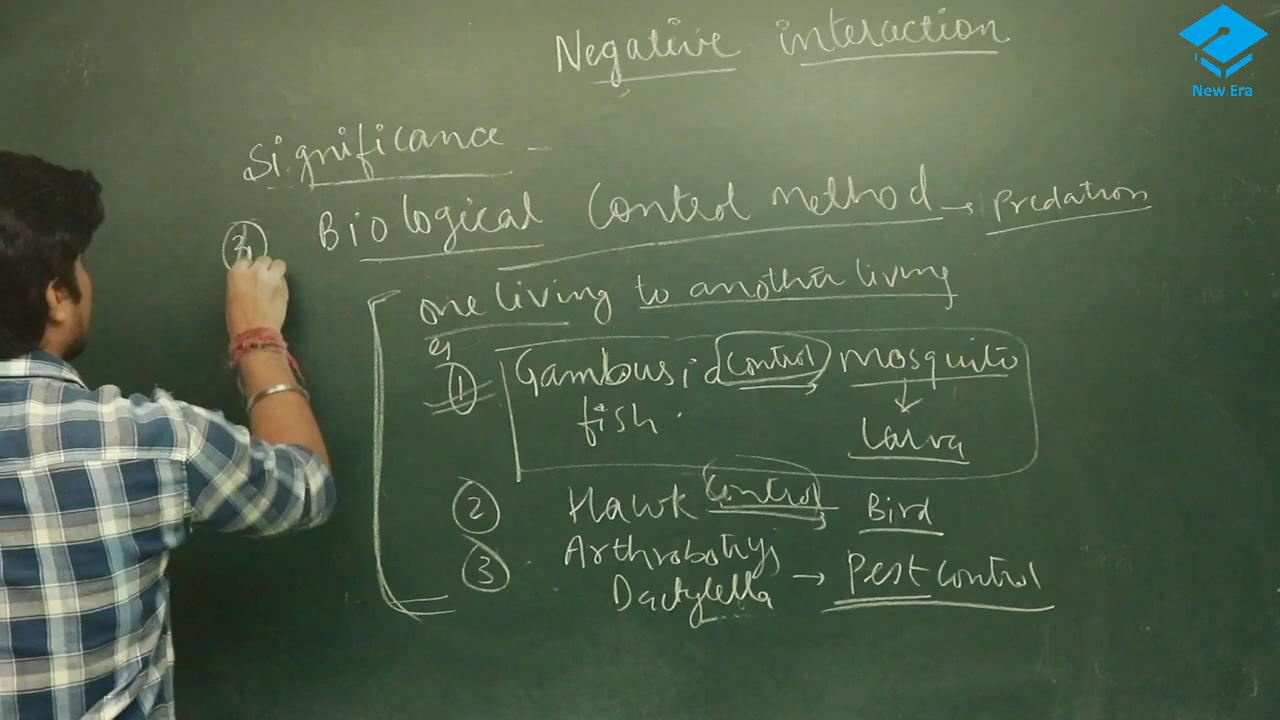 Negative interaction
New Era
Significance -
② Biological Control method → Predation
one living to another living
eg
① Gambusia Control Mosquito
fish ↓
Larva
② Hawk Control Bird
③ Arthrobotrys
Dactylella → Pest control